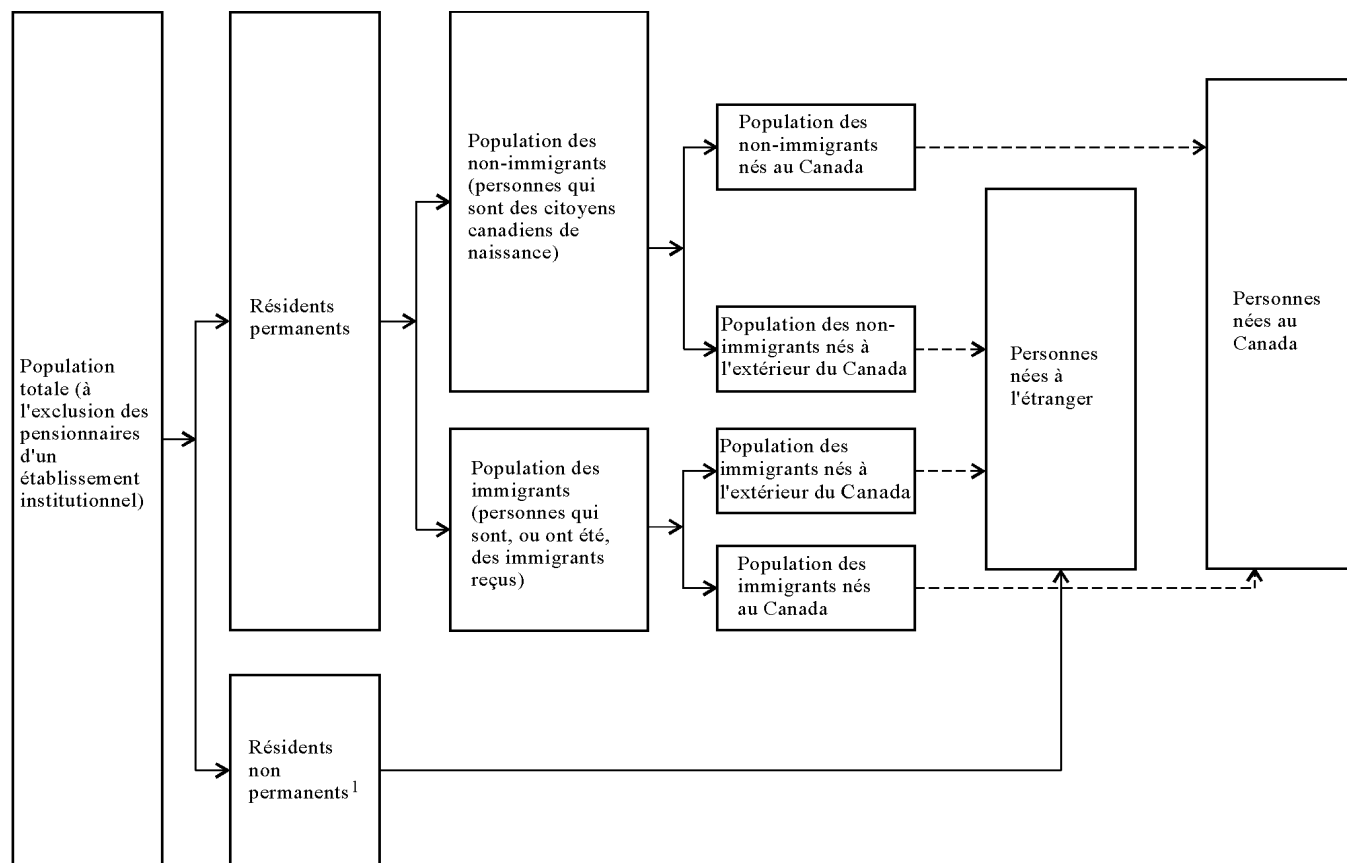 Population
totale (à
l'exclusion des
pensionnaires
d'un
établissement
institutionnel)
Résidents
permanents
Résidents
non
permanents1
Population des
non-immigrants
(personnes qui
sont des citoyens
canadiens de
naissance)
Population des
immigrants
(personnes qui
sont, ou ont été,
des immigrants
reçus)
Population des
non-immigrants
nés au Canada
Population des non-
immigrants nés à
l'extérieur du Canada
Population des
immigrants nés à
l'extérieur du Canada
Population des
immigrants nés
au Canada
Personnes
nées à
l'étranger
Personnes
nées au
Canada